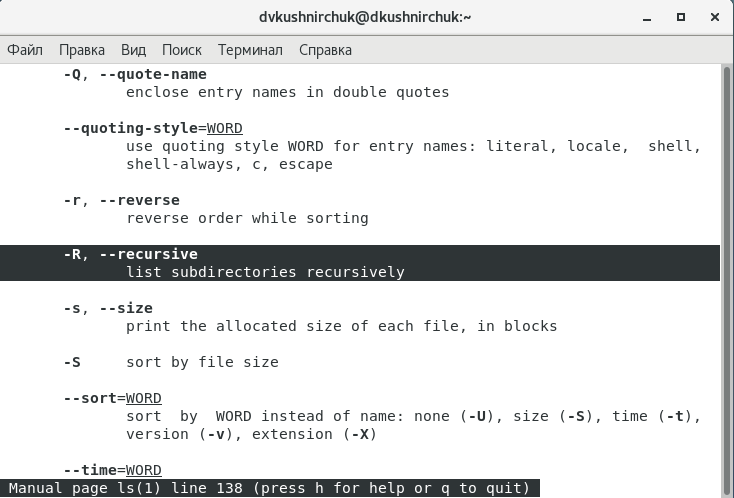 dvkushnirchuk@dkushnirchuk:~
Файл Правка Вид Поиск Терминал Справка
-Q, --quote-name
enclose entry names in double quotes
--quoting-style=WORD
use quoting style WORD for entry names: literal, locale,  shell,
shell-always, c, escape
-r, --reverse
reverse order while sorting
-R, --recursive
list subdirectories recursively
-s, --size
print the allocated size of each file, in blocks
-S     sort by file size
--sort=WORD
sort  by  WORD instead of name: none (-U), size (-S), time (-t),
version (-v), extension (-X)
--time=WORD
Manual page ls(1) line 138 (press h for help or q to quit)